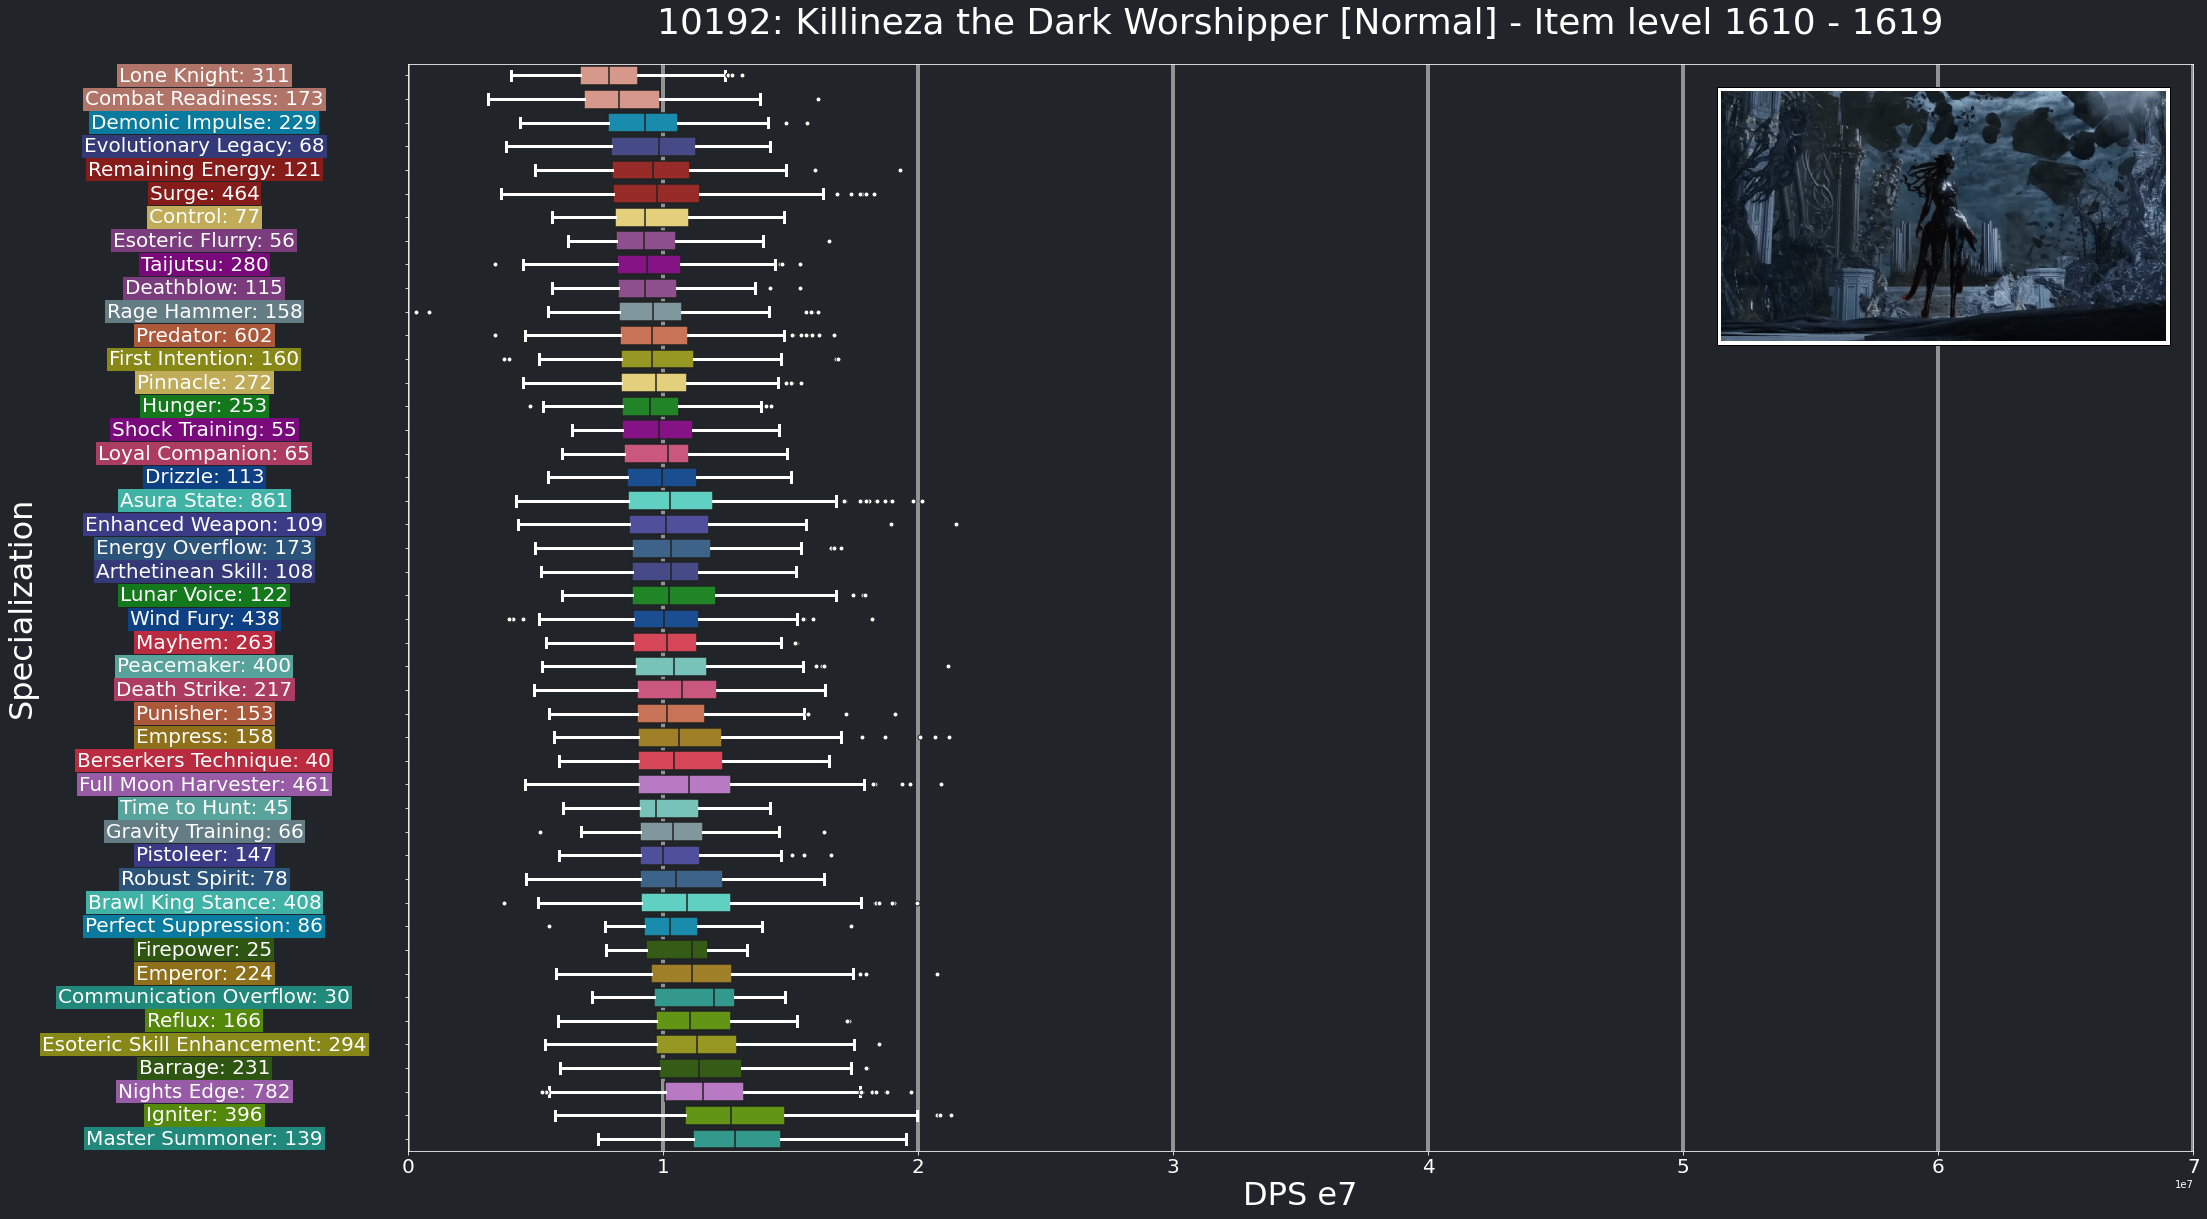 10192: Killineza the Dark Worshipper [Normal] - Item level 1610 - 1619
Specialization
Lone Knight: 311
Combat Readiness: 173
Demonic Impulse: 229
Evolutionary Legacy: 68
Remaining Energy: 121
Surge: 464
Control: 77
Esoteric Flurry: 56
Taijutsu: 280
Deathblow: 115
Rage Hammer: 158
Predator: 602
First Intention: 160
Pinnacle: 272
Hunger: 253
Shock Training: 55
Loyal Companion: 65
Drizzle: 113
Asura State: 861
Enhanced Weapon: 109
Energy Overflow: 173
Arthetinean Skill: 108
Lunar Voice: 122
Wind Fury: 438
Mayhem: 263
Peacemaker: 400
Death Strike: 217
Punisher: 153
Empress: 158
Berserkers Technique: 40
Full Moon Harvester: 461
Time to Hunt: 45
Gravity Training: 66
Pistoleer: 147
Robust Spirit: 78
Brawl King Stance: 408
Perfect Suppression: 86
Firepower: 25
Emperor: 224
Communication Overflow: 30
Reflux: 166
Esoteric Skill Enhancement: 294
Barrage: 231
Nights Edge: 782
Igniter: 396
Master Summoner: 139
0 1 2 3 4 5 6 7
1e7
DPS e7